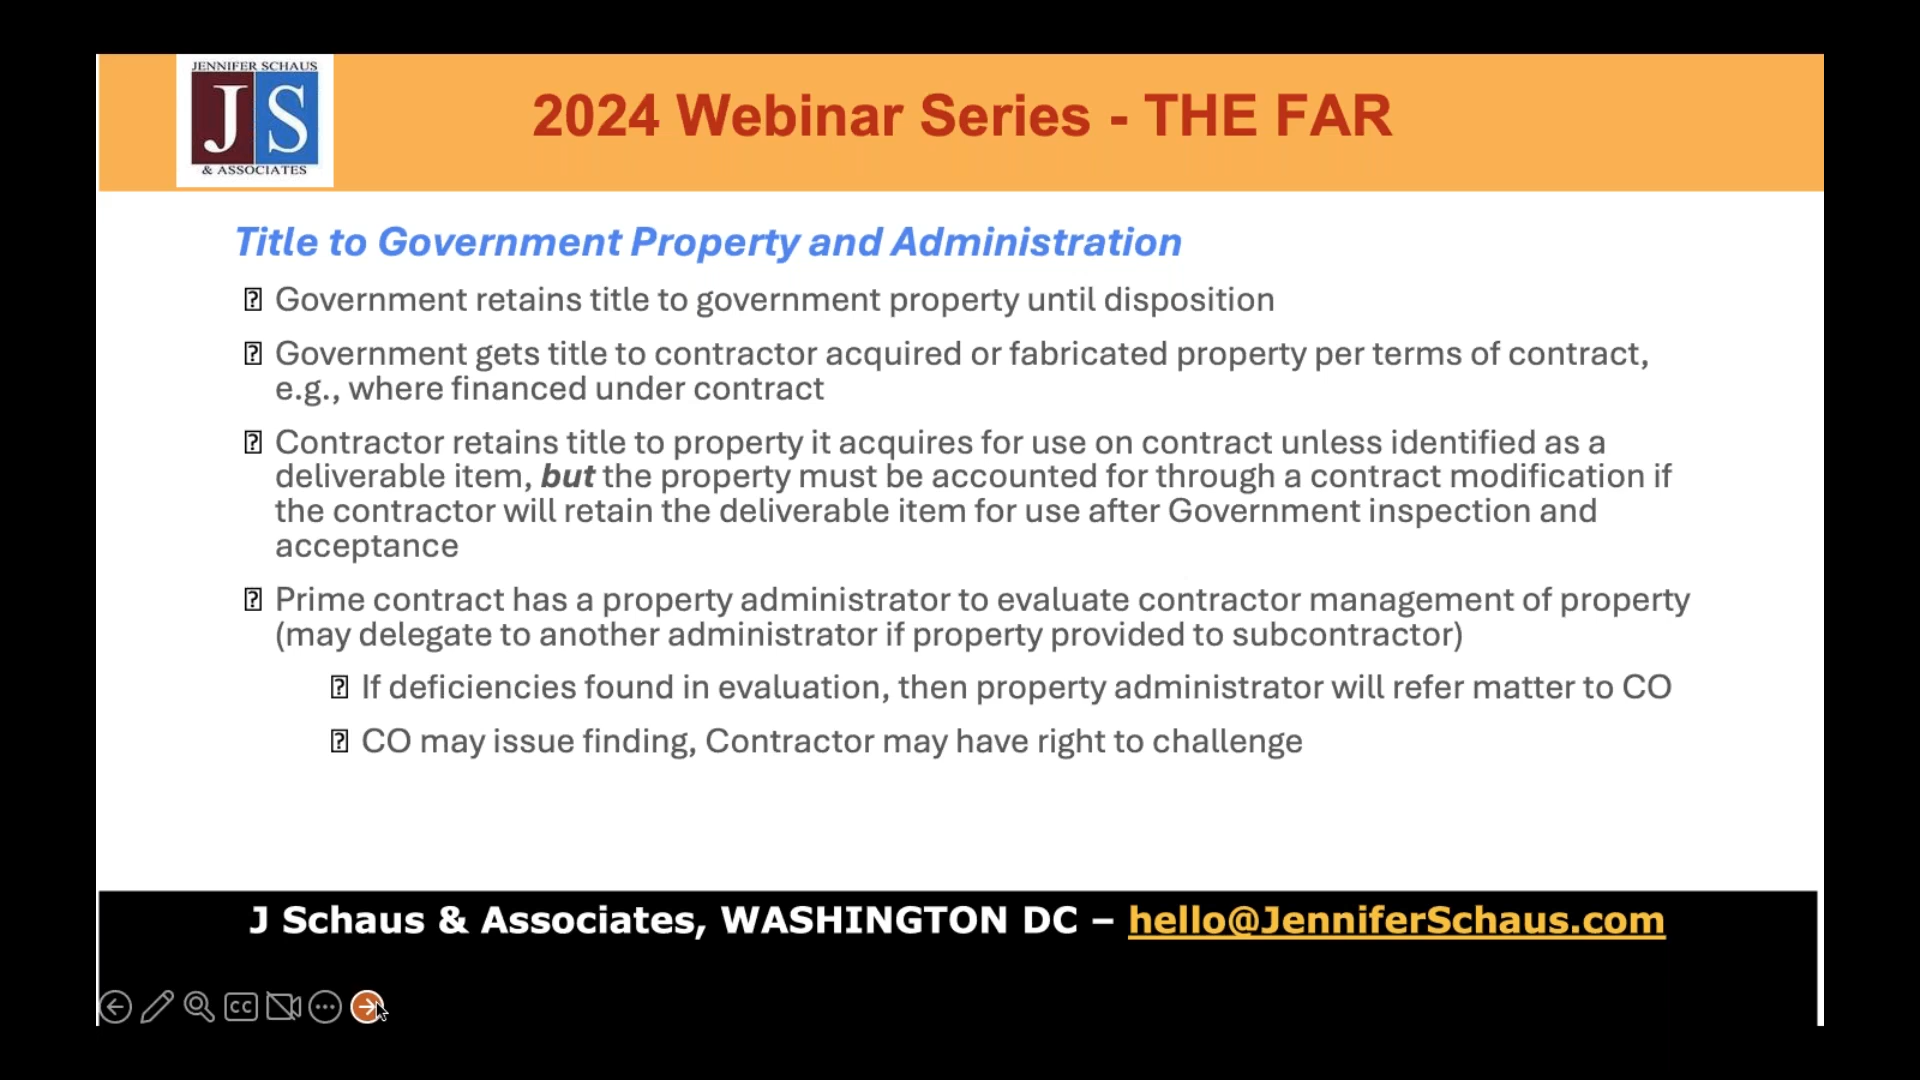 JENNIFER SCHAUS
JS
& ASSOCIATES
2024 Webinar Series - THE FAR
Title to Government Property and Administration
Government retains title to government property until disposition
Government gets title to contractor acquired or fabricated property per terms of contract,
e.g., where financed under contract
Contractor retains title to property it acquires for use on contract unless identified as a
deliverable item, but the property must be accounted for through a contract modification if
the contractor will retain the deliverable item for use after Government inspection and
acceptance
Prime contract has a property administrator to evaluate contractor management of property
(may delegate to another administrator if property provided to subcontractor)
If deficiencies found in evaluation, then property administrator will refer matter to CO
CO may issue finding, Contractor may have right to challenge
J Schaus & Associates, WASHINGTON DC – hello@JenniferSchaus.com
CC